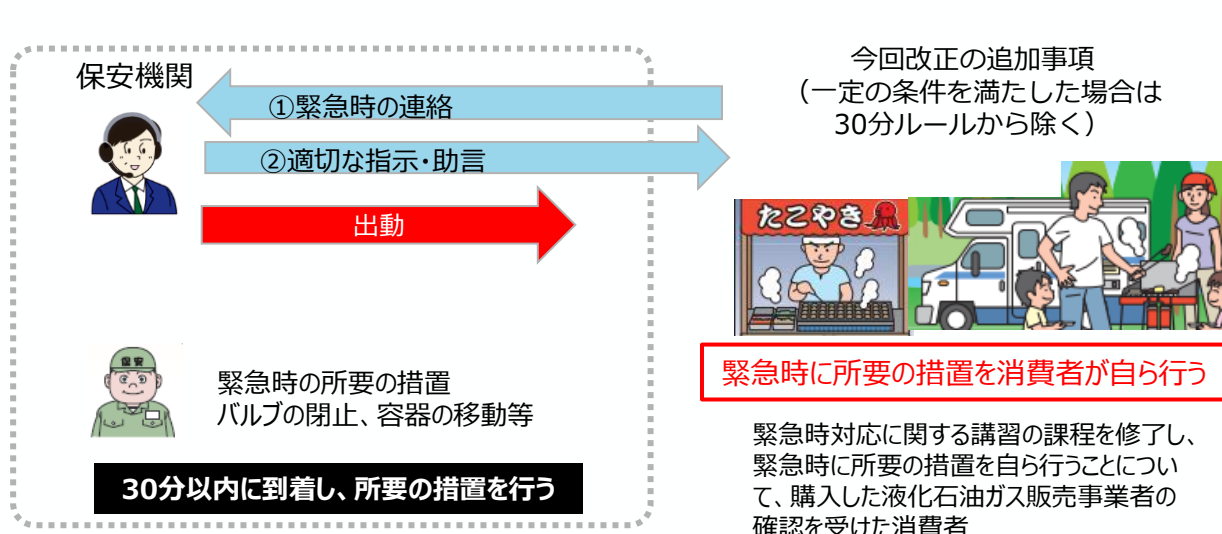 保安機関
①緊急時の連絡
②適切な指示・助言
出動
保安
緊急時の所要の措置
バルブの閉止、容器の移動等
30分以内に到着し、所要の措置を行う
今回改正の追加事項
（一定の条件を満たした場合は
30分ルールから除く）
たこやき
緊急時に所要の措置を消費者が自ら行う
緊急時対応に関する講習の課程を修了し、
緊急時に所要の措置を自ら行うことについ
て、購入した液化石油ガス販売事業者の
確認を受けた消費者